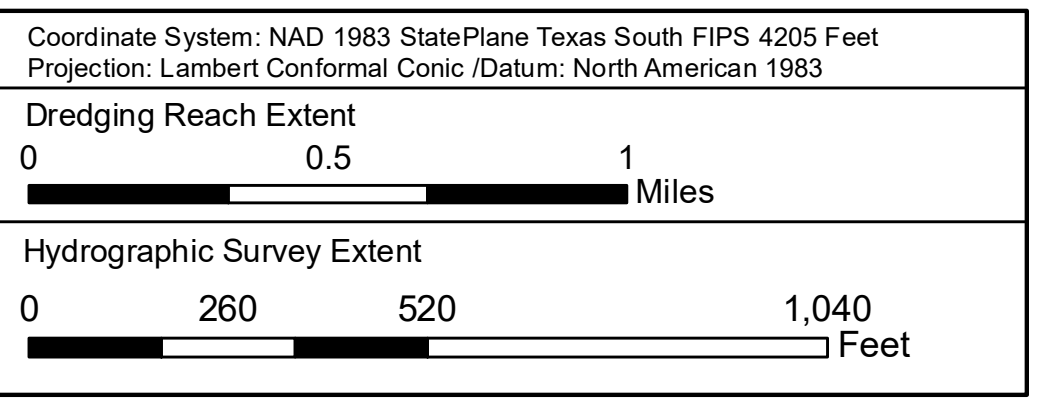 Coordinate System: NAD 1983 StatePlane Texas South FIPS 4205 Feet
Projection: Lambert Conformal Conic /Datum: North American 1983
Dredging Reach Extent
0 0.5 1
Miles
Hydrographic Survey Extent
0 260 520 1,040
Feet